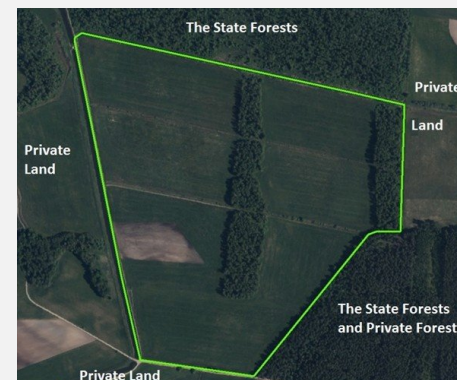 The State Forests
Private
Land
Private
Land
The State Forests
and Private Forest
Private Land